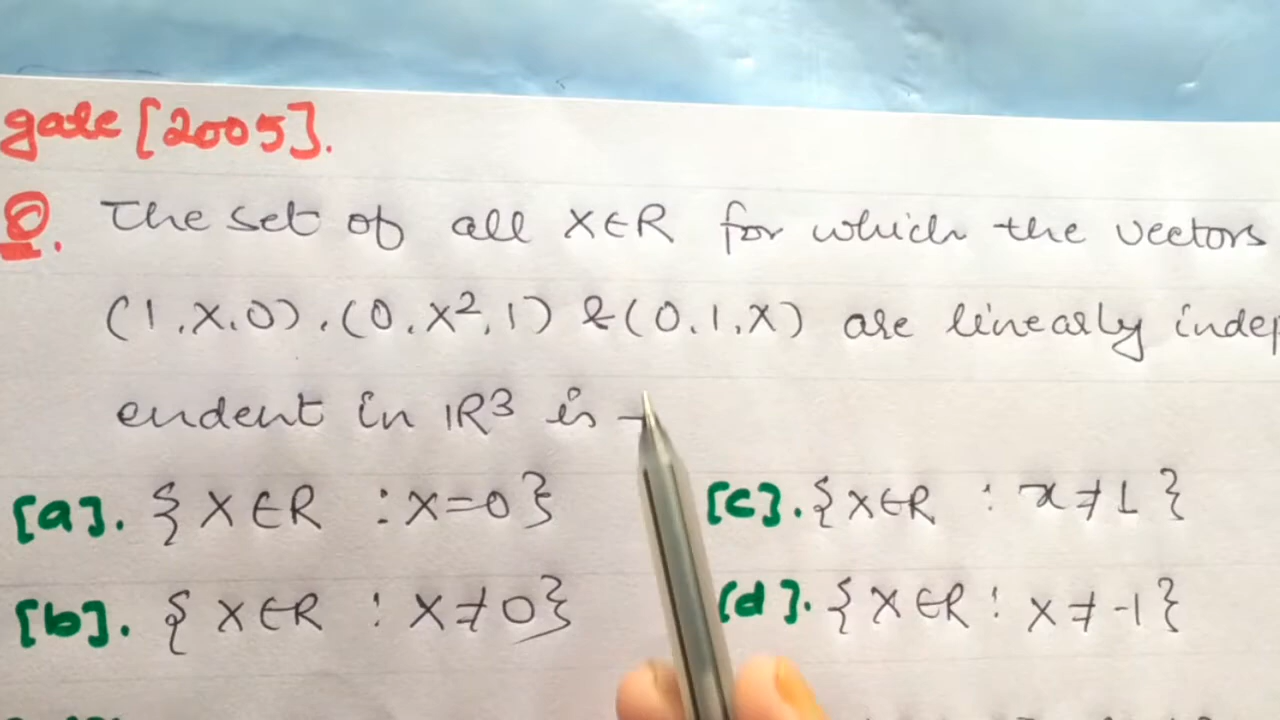 gate [2005].
Q. The set of all X∈R for which the vectors
(1,X,0), (0,X²,1) & (0,1,X) are linearly indep
endent in IR³ is -
[a]. {X∈R : X=0} [c]. {X∈R : x≠1}
[b]. {X∈R : X≠0} [d]. {X∈R : X≠-1}